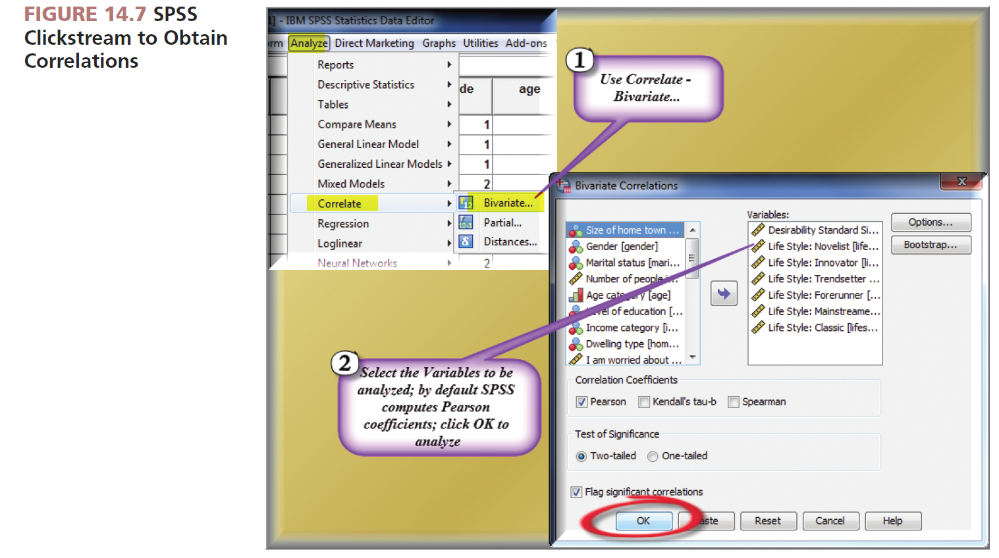 FIGURE 14.7 SPSS
Clickstream to Obtain
Correlations
1] - IBM SPSS Statistics Data Editor
rm Analyze Direct Marketing Graphs Utilities Add-ons
Reports
Descriptive Statistics
Tables
Compare Means
General Linear Model
Generalized Linear Models
Mixed Models
Correlate
Regression
Loglinear
Neural Networks
de age
1
1
1
2
2
Bivariate...
Partial...
Distances...
1
Use Correlate -
Bivariate...
Bivariate Correlations
Size of home town ...
Gender [gender]
Marital status [mari...
Number of people i...
Age category [age]
Level of education [...
Income category [i...
Dwelling type [hom...
I am worried about ...
Variables:
Desirability Standard Si...
Life Style: Novelist [life...
Life Style: Innovator [li...
Life Style: Trendsetter ...
Life Style: Forerunner [...
Life Style: Mainstreame...
Life Style: Classic [lifes...
Options...
Bootstrap...
2
Select the Variables to be
analyzed; by default SPSS
computes Pearson
coefficients; click OK to
analyze
Correlation Coefficients
Pearson Kendall's tau-b Spearman
Test of Significance
Two-tailed One-tailed
Flag significant correlations
OK aste Reset Cancel Help